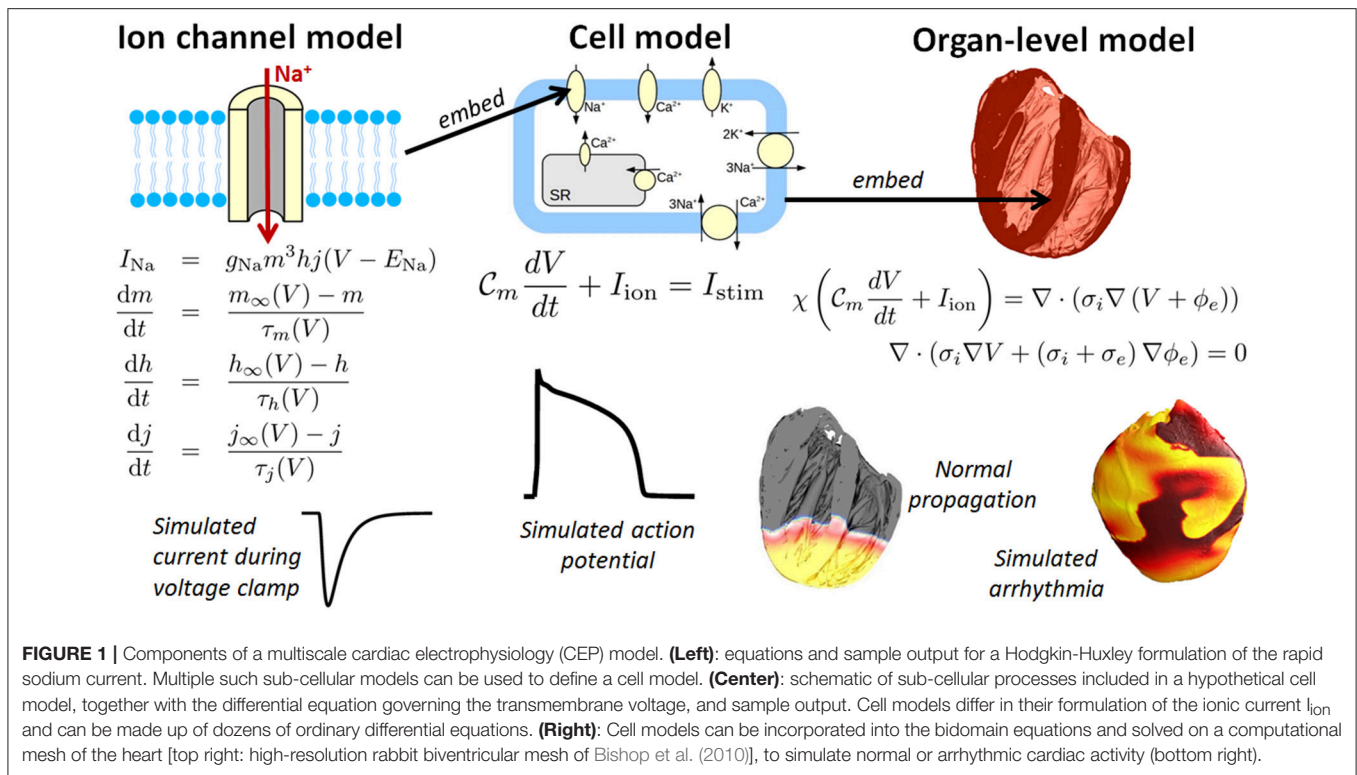 Ion channel model
Cell model
Organ-level model
Na⁺
embed
Na⁺
Ca²⁺
K⁺
Ca²⁺
Ca²⁺
SR
2K⁺
3Na⁺
3Na⁺
Ca²⁺
embed
I_Na = g_Na m³hj(V − E_Na)
dm/dt = (m_∞(V) − m)/τ_m(V)
dh/dt = (h_∞(V) − h)/τ_h(V)
dj/dt = (j_∞(V) − j)/τ_j(V)
Simulated
current during
voltage clamp
C_m dV/dt + I_ion = I_stim
Simulated action
potential
χ(C_m dV/dt + I_ion) = ∇ · (σ_i∇ (V + ϕ_e))
∇ · (σ_i∇V + (σ_i + σ_e) ∇ϕ_e) = 0
Normal
propagation
Simulated
arrhythmia
FIGURE 1 | Components of a multiscale cardiac electrophysiology (CEP) model. (Left): equations and sample output for a Hodgkin-Huxley formulation of the rapid
sodium current. Multiple such sub-cellular models can be used to define a cell model. (Center): schematic of sub-cellular processes included in a hypothetical cell
model, together with the differential equation governing the transmembrane voltage, and sample output. Cell models differ in their formulation of the ionic current I_ion
and can be made up of dozens of ordinary differential equations. (Right): Cell models can be incorporated into the bidomain equations and solved on a computational
mesh of the heart [top right: high-resolution rabbit biventricular mesh of Bishop et al. (2010)], to simulate normal or arrhythmic cardiac activity (bottom right).